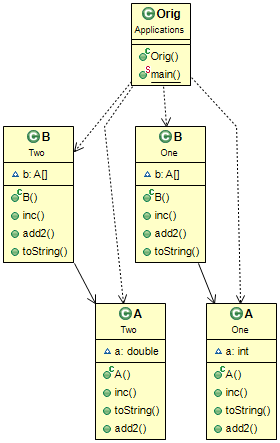 C Orig
Applications
C Orig()
S main()
C B
Two
b: A[]
C B()
inc()
add2()
toString()
C B
One
b: A[]
C B()
inc()
add2()
toString()
C A
Two
a: double
C A()
inc()
toString()
add2()
C A
One
a: int
C A()
inc()
toString()
add2()